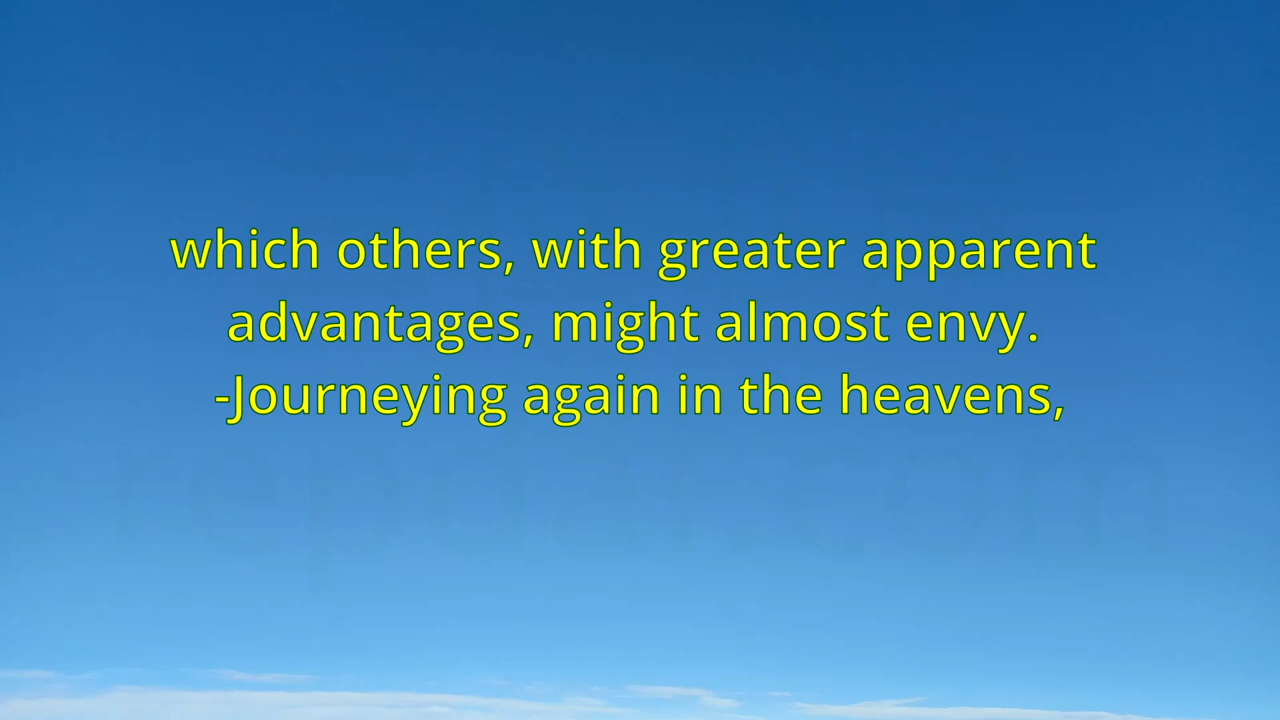 which others, with greater apparent
advantages, might almost envy.
-Journeying again in the heavens,